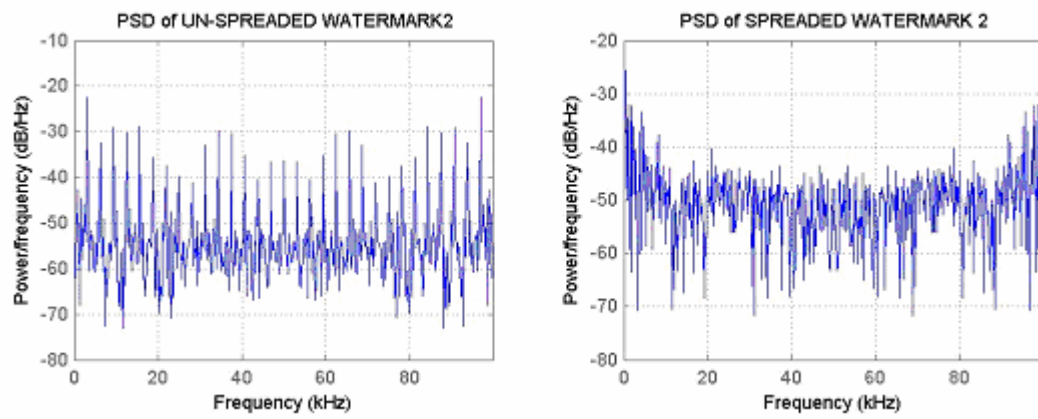 PSD of UN-SPREADED WATERMARK2
-10
-20
-30
-40
-50
-60
-70
-80
0 20 40 60 80
Power/frequency (dB/Hz)
Frequency (kHz)
PSD of SPREADED WATERMARK 2
-20
-30
-40
-50
-60
-70
-80
0 20 40 60 80
Power/frequency (dB/Hz)
Frequency (kHz)